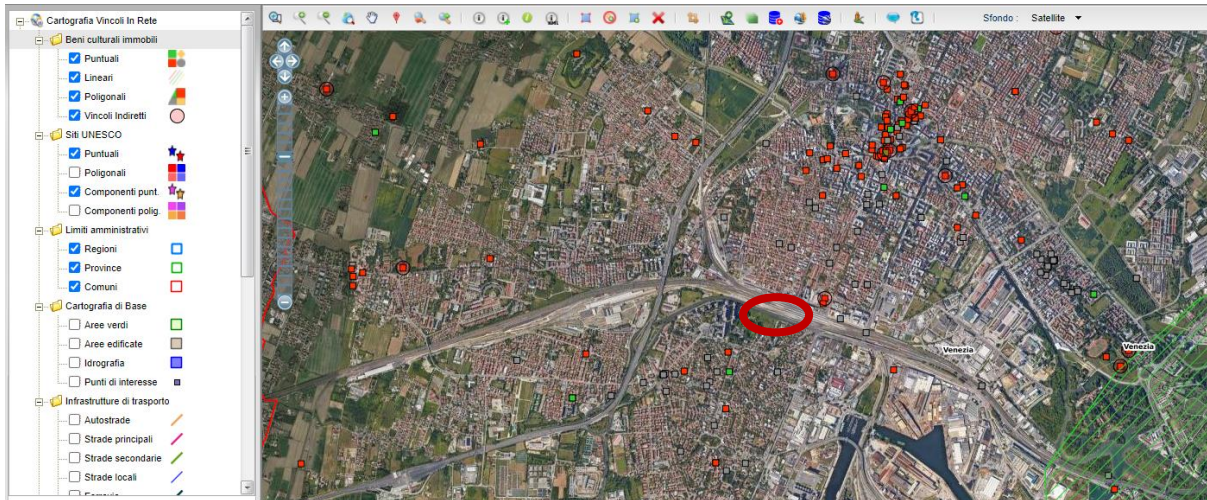 Cartografia Vincoli In Rete
Beni culturali immobili
Puntuali
Lineari
Poligonali
Vincoli Indiretti
Siti UNESCO
Puntuali
Poligonali
Componenti punt.
Componenti polig.
Limiti amministrativi
Regioni
Province
Comuni
Cartografia di Base
Aree verdi
Aree edificate
Idrografia
Punti di interesse
Infrastrutture di trasporto
Autostrade
Strade principali
Strade secondarie
Strade locali
Ferrovie
Sfondo : Satellite
Venezia
Venezia